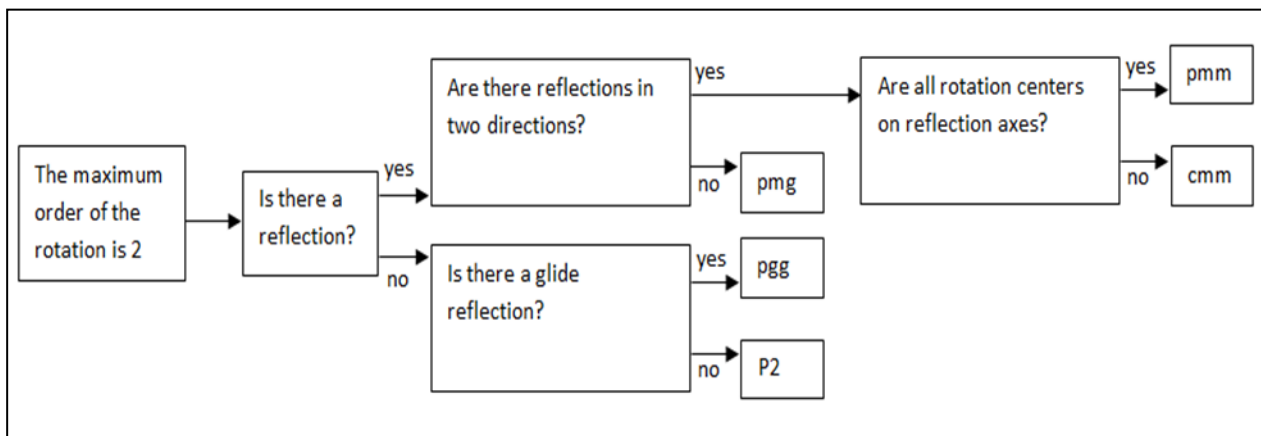 The maximum
order of the
rotation is 2
Is there a
reflection?
yes
no
Are there reflections in
two directions?
yes
no
pmg
Are all rotation centers
on reflection axes?
yes
pmm
no
cmm
Is there a glide
reflection?
yes
pgg
no
P2